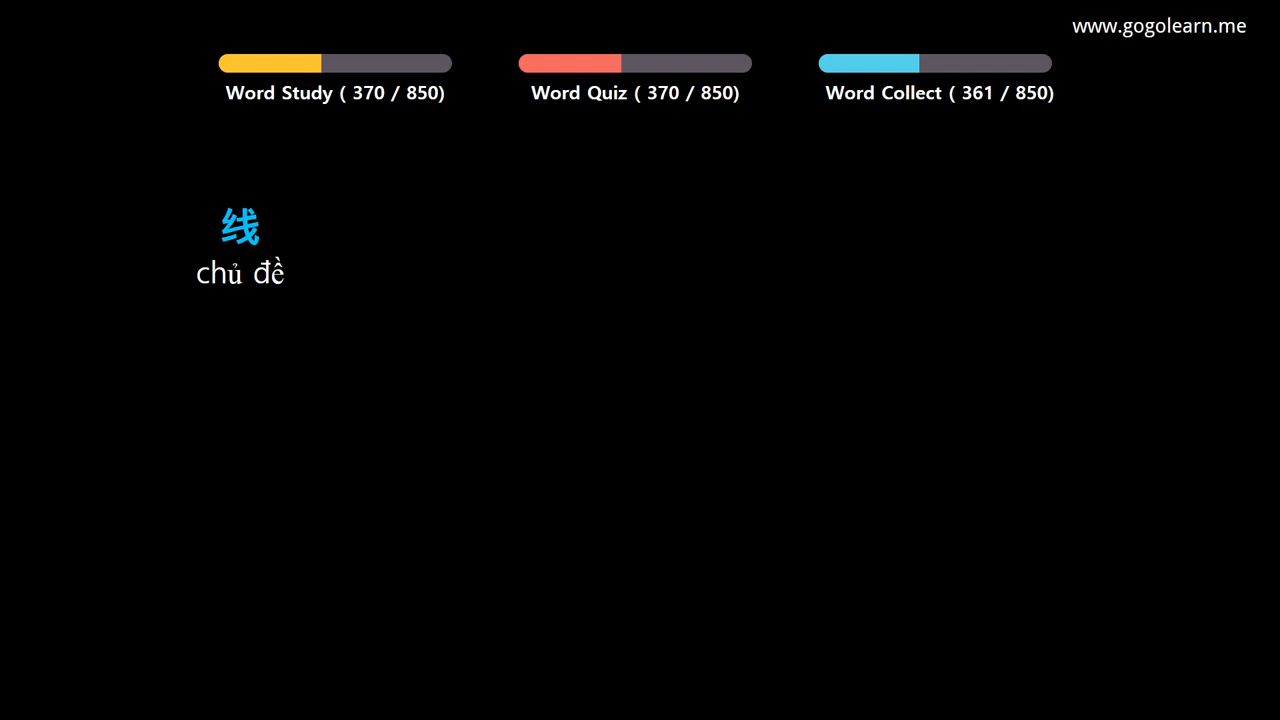 www.gogolearn.me
Word Study ( 370 / 850)
Word Quiz ( 370 / 850)
Word Collect ( 361 / 850)
线
chủ đề